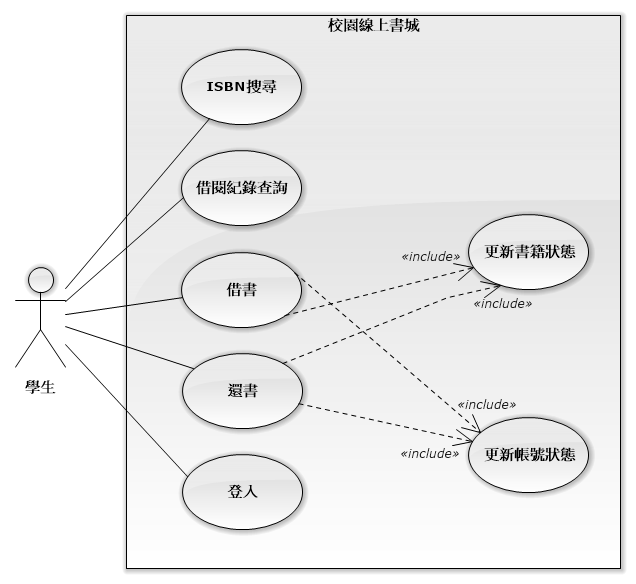 校園線上書城
ISBN搜尋
借閱紀錄查詢
更新書籍狀態
«include»
借書
«include»
學生
還書
«include»
更新帳號狀態
«include»
登入